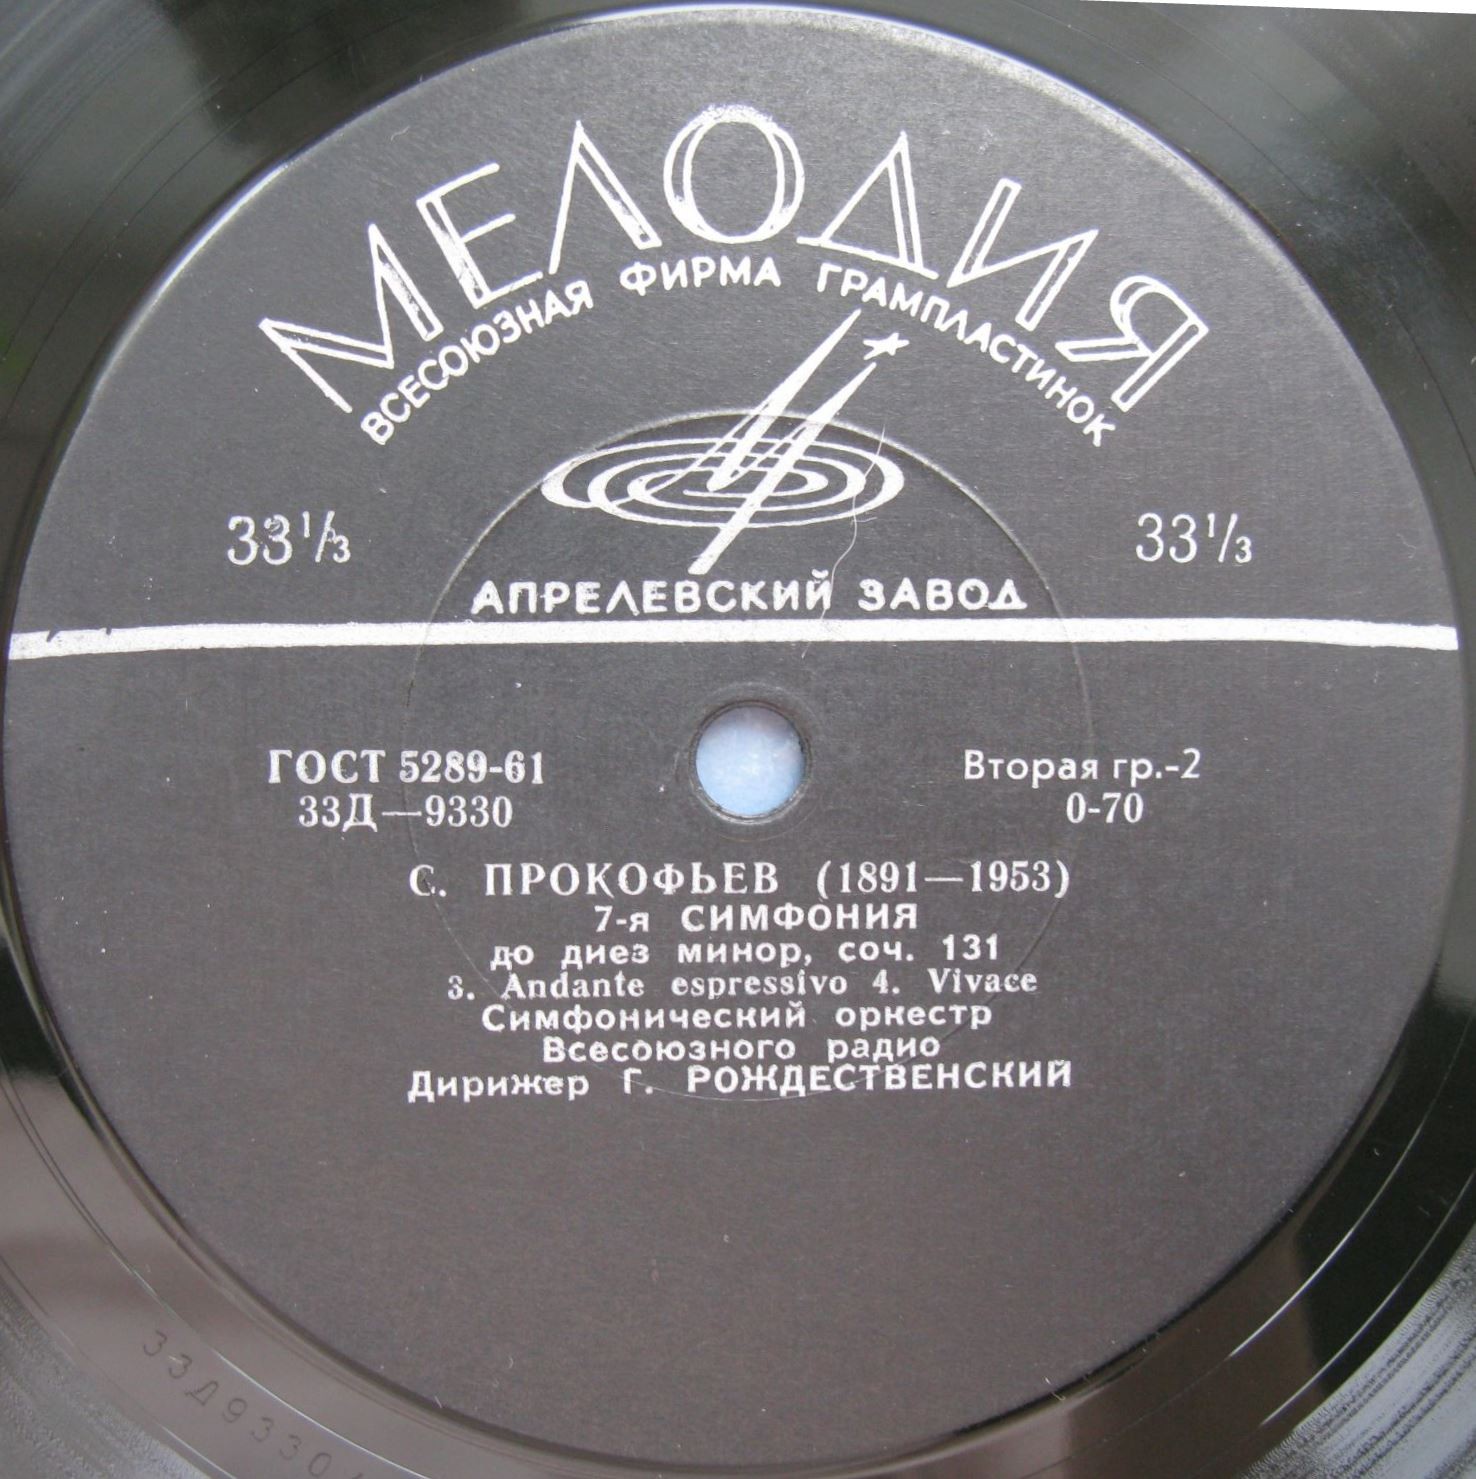 МЕЛОДИЯ
ВСЕСОЮЗНАЯ ФИРМА ГРАМПЛАСТИНОК
33⅓ 33⅓
АПРЕЛЕВСКИЙ ЗАВОД
ГОСТ 5289-61 Вторая гр.-2
33Д—9330 0-70
С. ПРОКОФЬЕВ (1891—1953)
7-я СИМФОНИЯ
до диез минор, соч. 131
3. Andante espressivo 4. Vivace
Симфонический оркестр
Всесоюзного радио
Дирижер Г. РОЖДЕСТВЕНСКИЙ
33Д9330